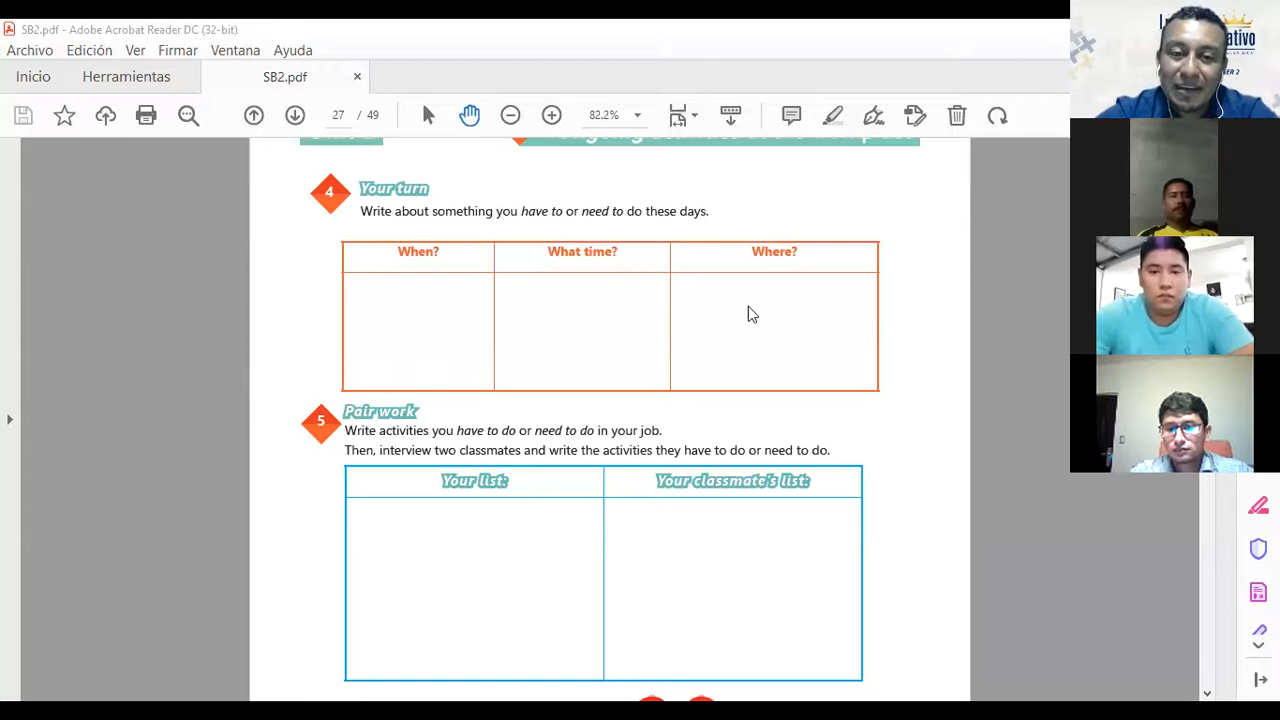 SB2.pdf - Adobe Acrobat Reader DC (32-bit)
Archivo Edición Ver Firmar Ventana Ayuda
Inicio Herramientas SB2.pdf ×
27 / 49 82.2%
4 Your turn
Write about something you have to or need to do these days.
When? What time? Where?
5 Pair work
Write activities you have to do or need to do in your job.
Then, interview two classmates and write the activities they have to do or need to do.
Your list: Your classmate's list: